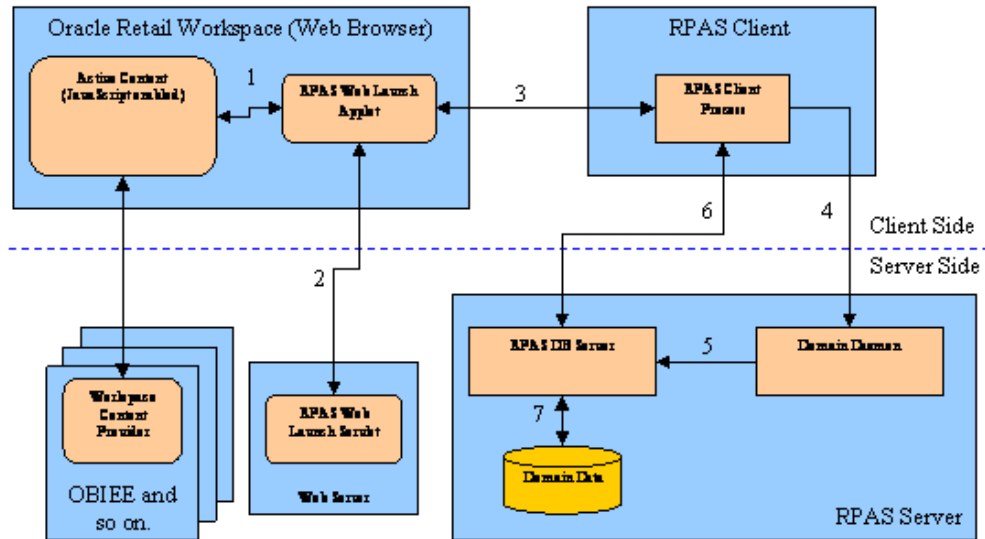 Oracle Retail Workspace (Web Browser)
Active Content
(JavaScript enabled)
1
RPAS Web Launch
Applet
3
RPAS Client
RPAS Client
Process
2
6
4
Client Side
Server Side
Workspace
Content
Provider
OBIEE and
so on.
RPAS Web
Launch Script
Web Server
RPAS DB Server
5
Domain Daemon
7
Domain Data
RPAS Server